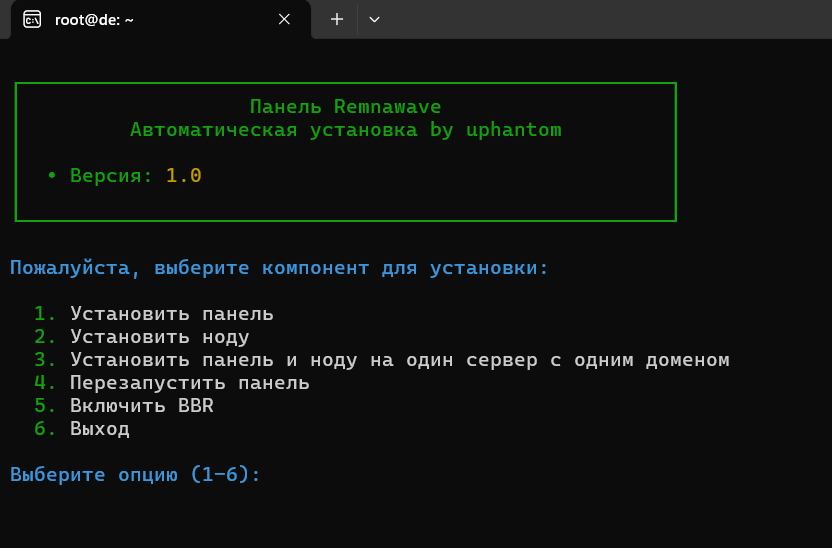 root@de: ~
Панель Remnawave
Автоматическая установка by uphantom
• Версия: 1.0
Пожалуйста, выберите компонент для установки:
1. Установить панель
2. Установить ноду
3. Установить панель и ноду на один сервер с одним доменом
4. Перезапустить панель
5. Включить BBR
6. Выход
Выберите опцию (1-6):